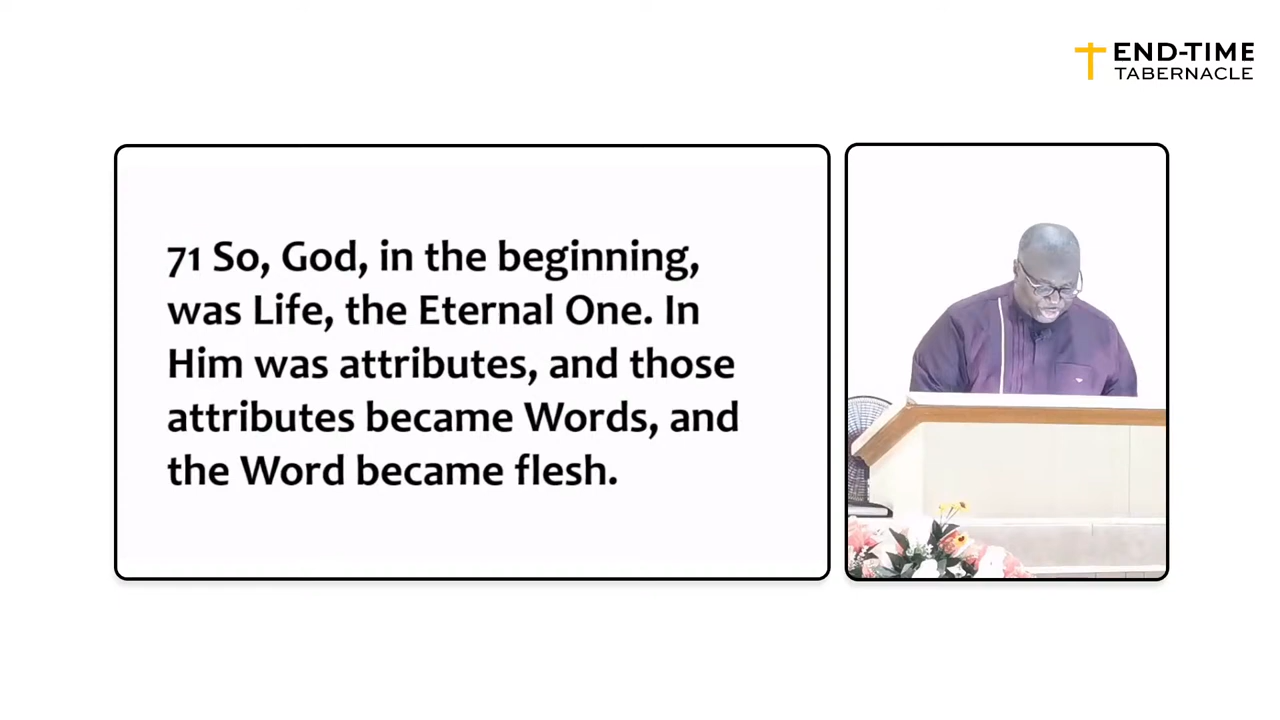 END-TIME
TABERNACLE
71 So, God, in the beginning,
was Life, the Eternal One. In
Him was attributes, and those
attributes became Words, and
the Word became flesh.